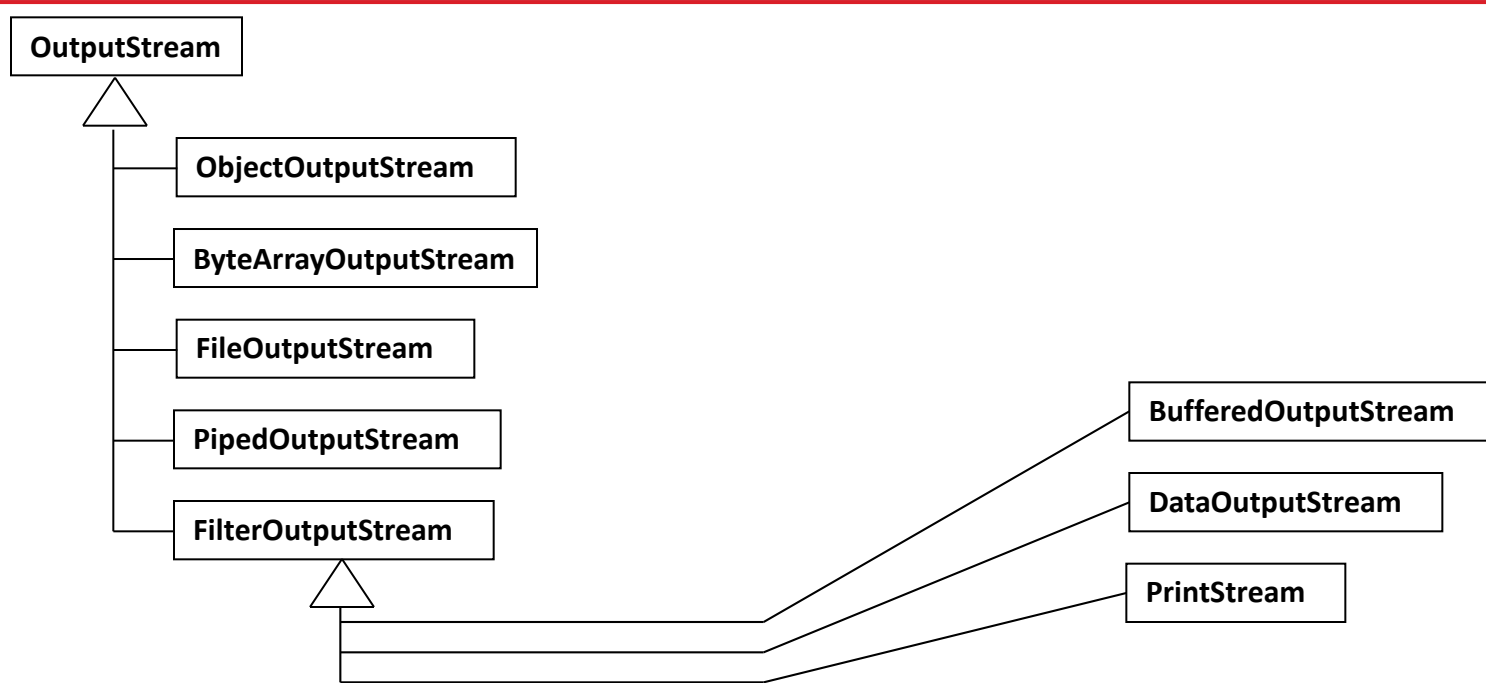 OutputStream
ObjectOutputStream
ByteArrayOutputStream
FileOutputStream
PipedOutputStream
FilterOutputStream
BufferedOutputStream
DataOutputStream
PrintStream